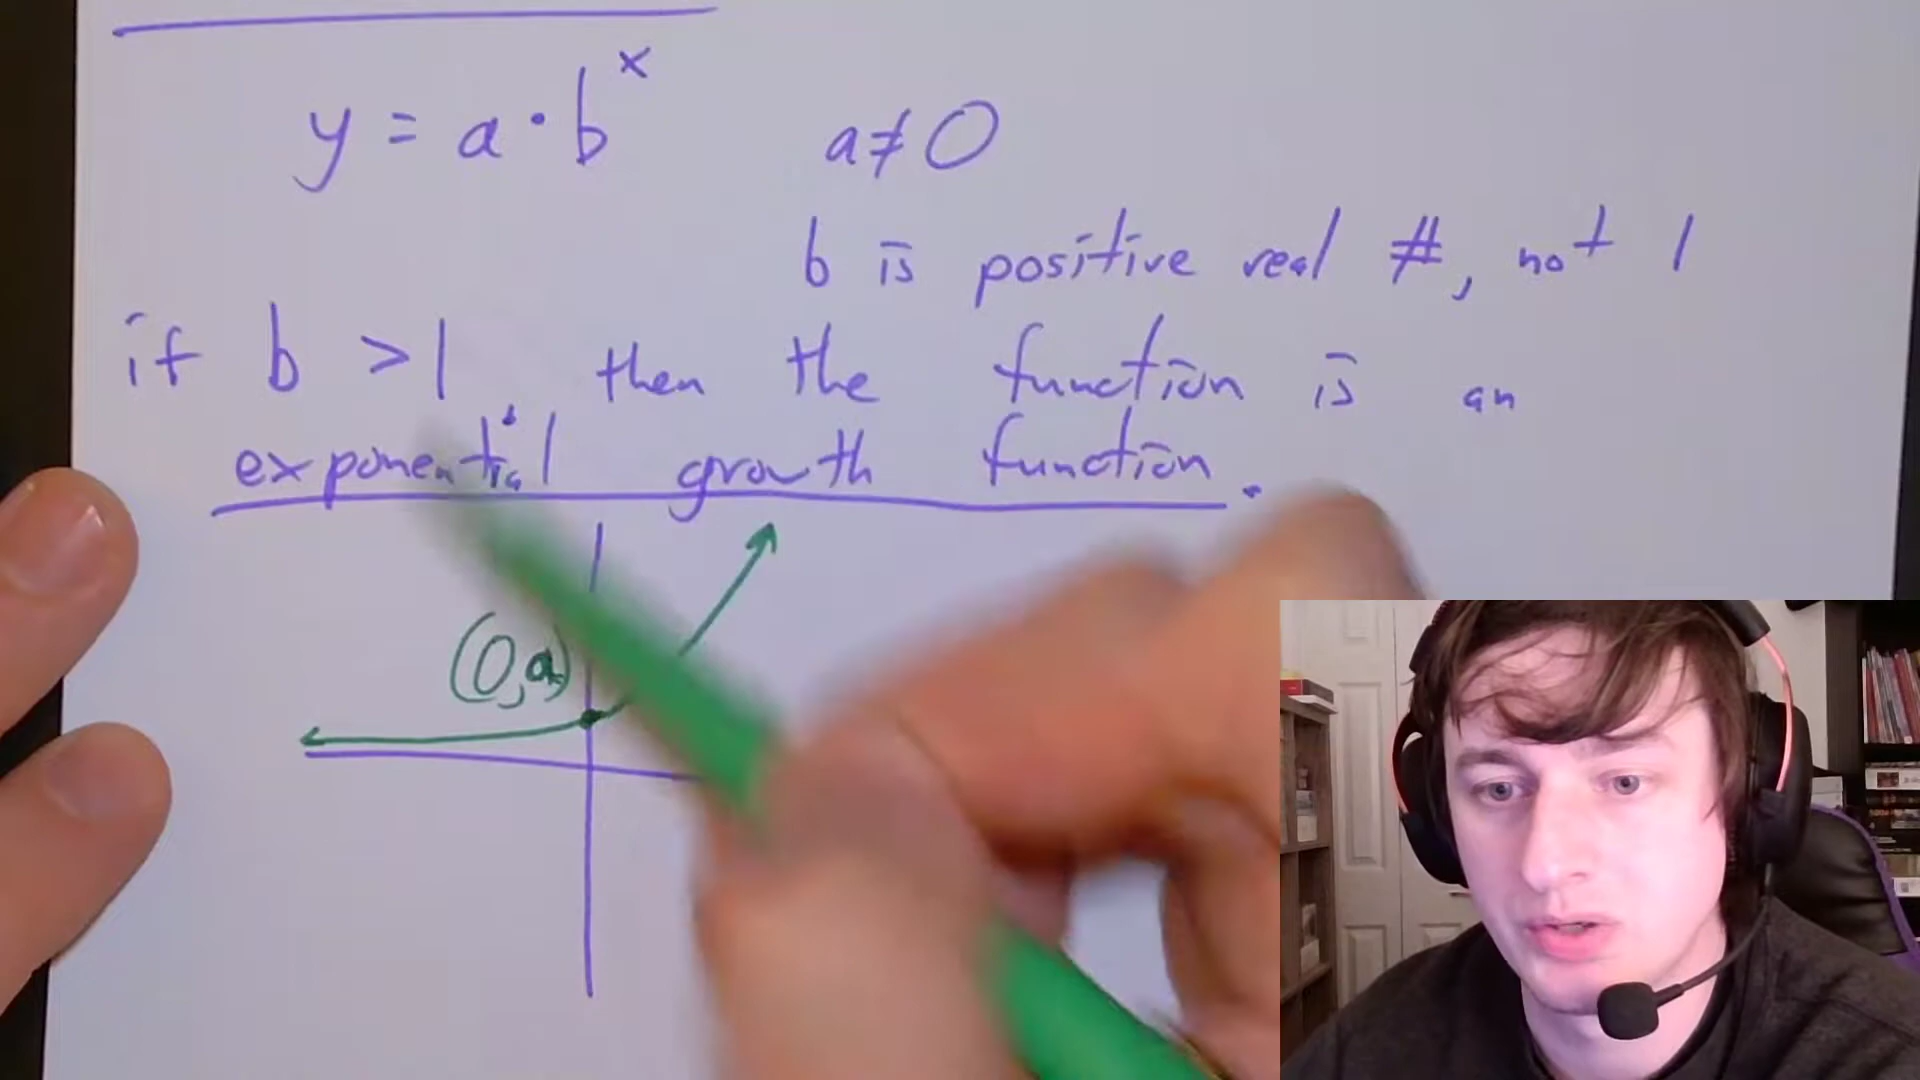 y = a · b^x
a ≠ 0
b is positive real #, not 1
if b > 1 then the function is an
exponential growth function.
(0,a)